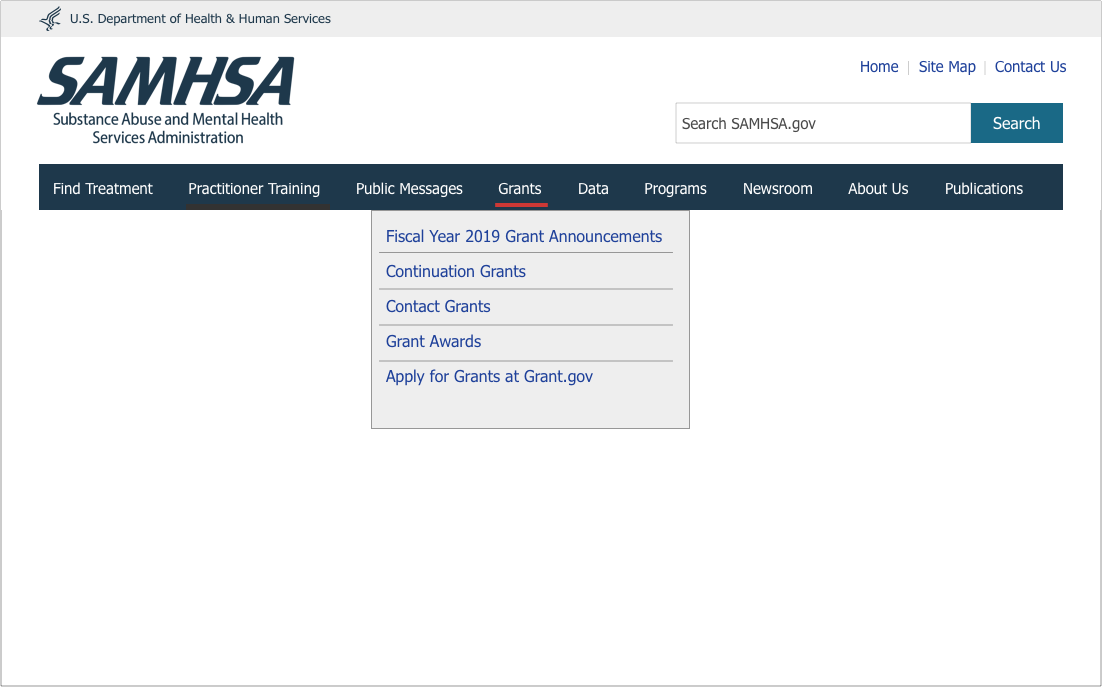 U.S. Department of Health & Human Services
SAMHSA
Substance Abuse and Mental Health
Services Administration
Home | Site Map | Contact Us
Search SAMHSA.gov Search
Find Treatment Practitioner Training Public Messages Grants Data Programs Newsroom About Us Publications
Fiscal Year 2019 Grant Announcements
Continuation Grants
Contact Grants
Grant Awards
Apply for Grants at Grant.gov